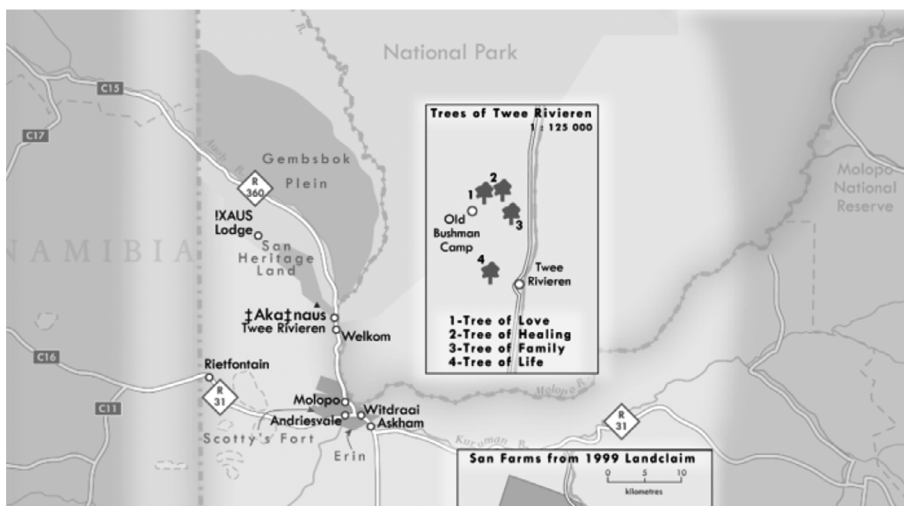 National Park
C15
C17
Trees of Twee Rivieren
1 : 125 000
Auob R.
R.
Gembsbok
Plein
R
360
!XAUS
Lodge
San
Heritage
Land
NAMIBIA
Molopo
National
Reserve
1
2
3
4
Old
Bushman
Camp
Twee
Rivieren
1-Tree of Love
2-Tree of Healing
3-Tree of Family
4-Tree of Life
‡Aka‡naus
Twee Rivieren
Welkom
C16
Rietfontain
R
31
C11
Molopo
Witdraai
Andriesvale
Askham
Scotty's Fort
Erin
Molopo R.
Kuruman R.
R
31
San Farms from 1999 Landclaim
0 5 10
kilometres